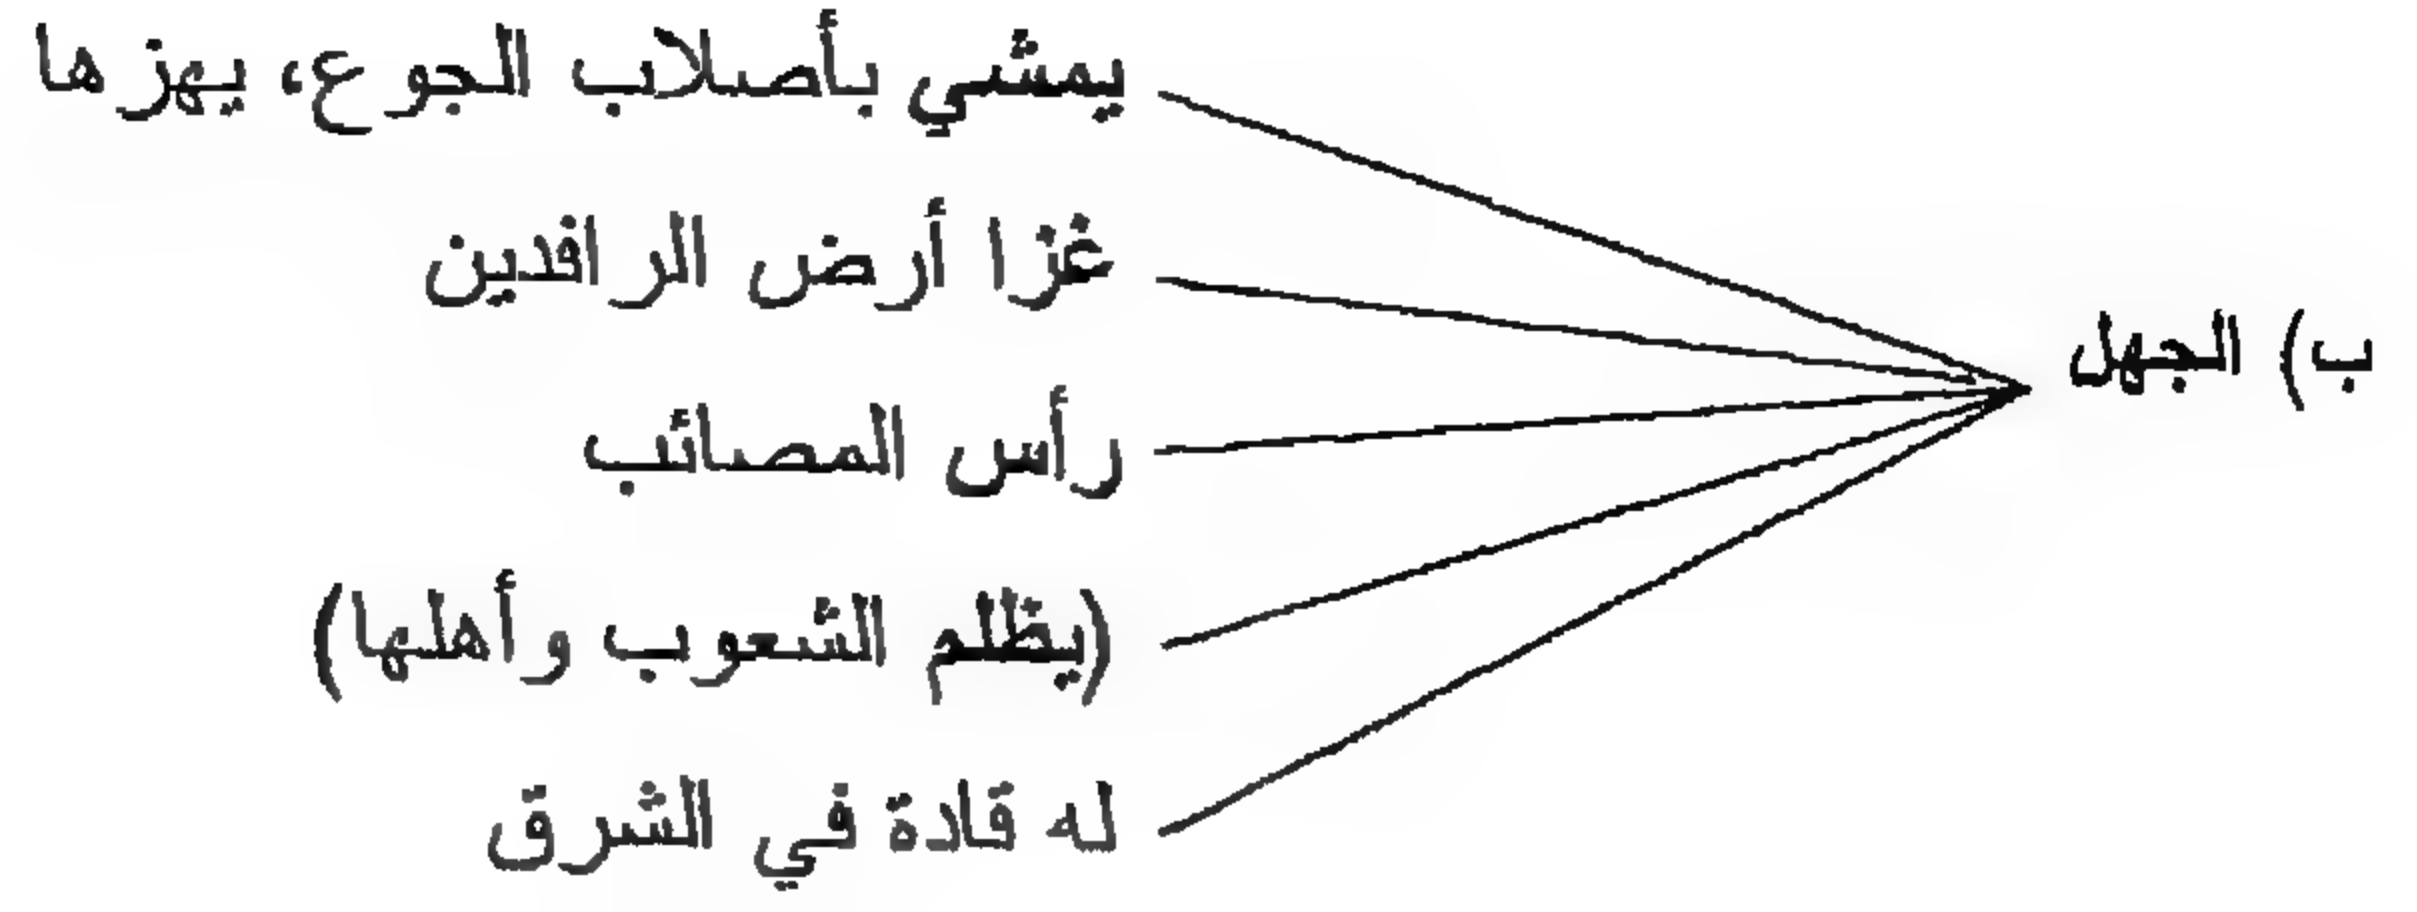 يمشي بأصلاب الجوع، يهزها
غزا أرض الرافدين
ب) الجهل
رأس المصائب
(يظلم الشعوب وأهلها)
له قادة في الشرق